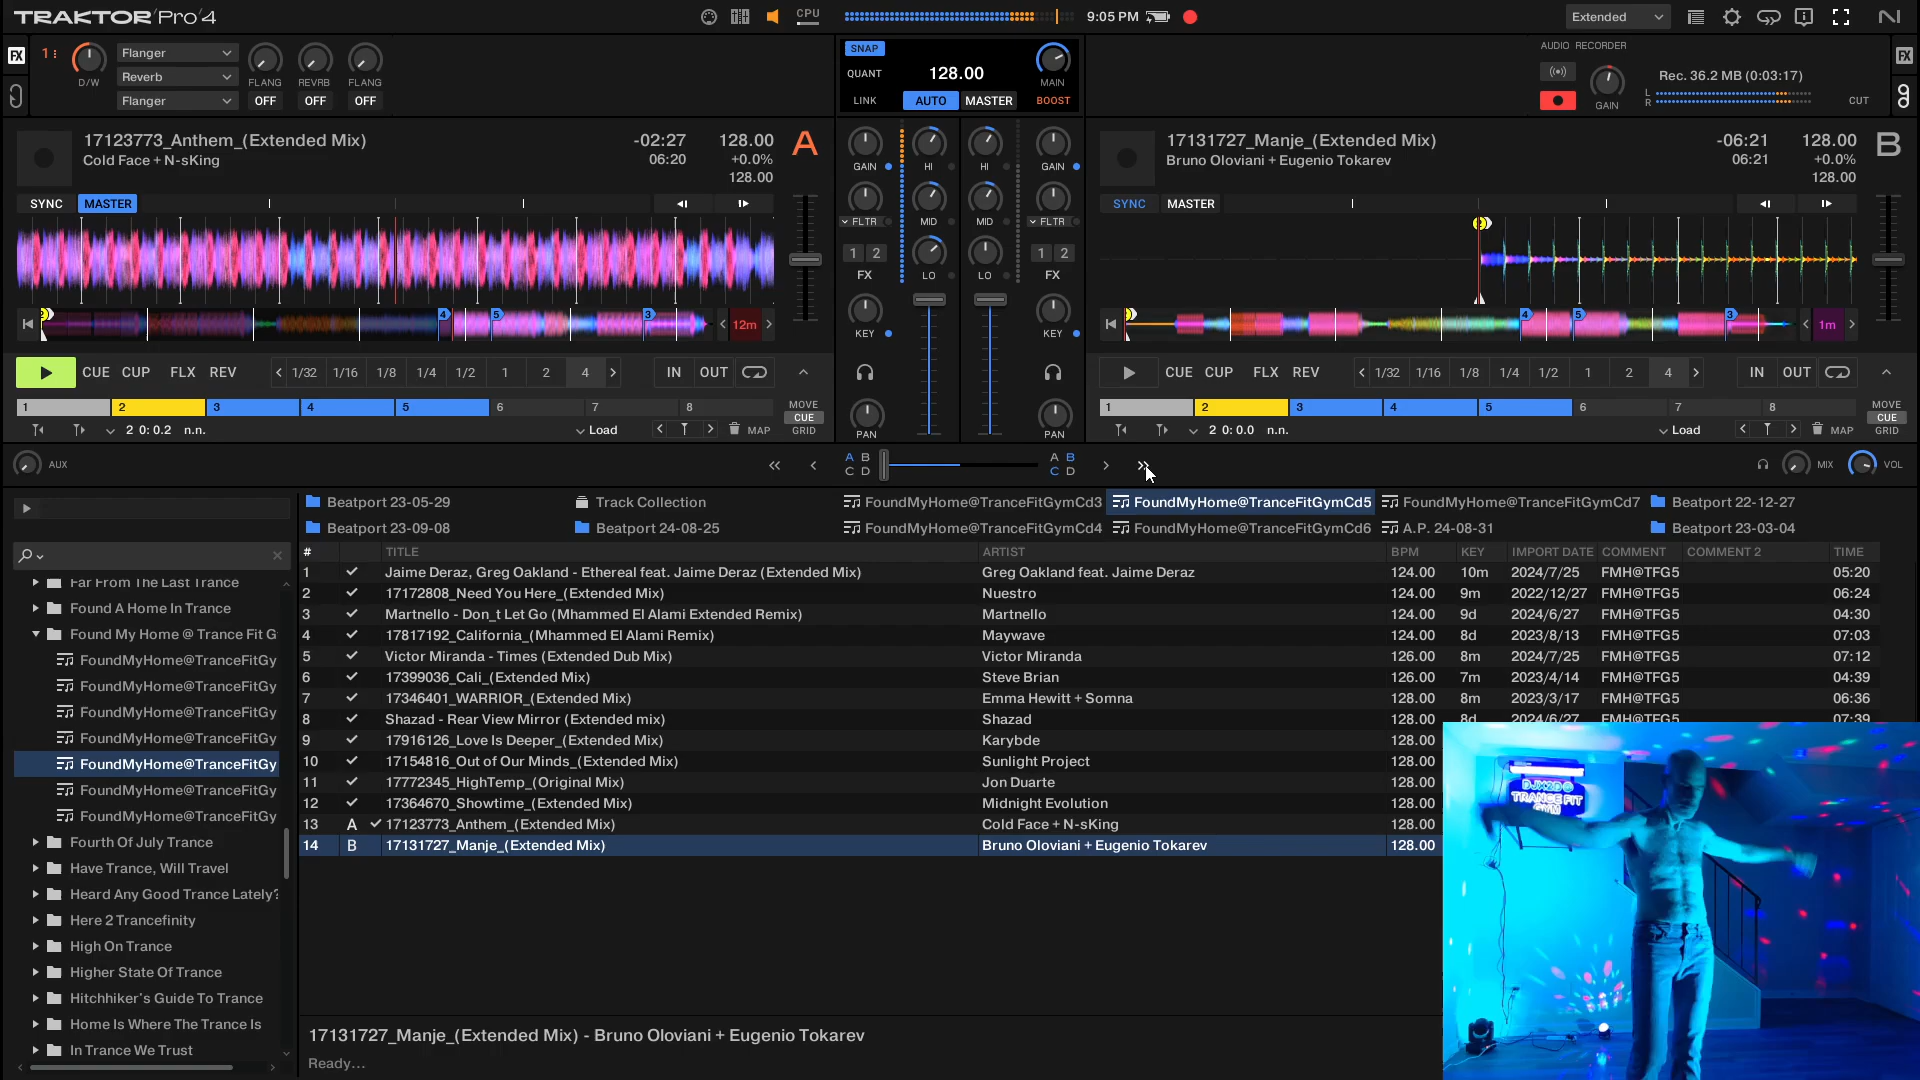 TRAKTOR Pro 4
CPU
9:05 PM
Extended
FX
1
D/W
Flanger
Reverb
Flanger
FLANG
REVRB
FLANG
OFF
OFF
OFF
SNAP
QUANT
LINK
128.00
AUTO
MASTER
MAIN
BOOST
AUDIO RECORDER
GAIN
Rec. 36.2 MB (0:03:17)
L
R
CUT
FX
17123773_Anthem_(Extended Mix)
Cold Face + N-sKing
-02:27
06:20
128.00
+0.0%
128.00
A
SYNC
MASTER
4
5
3
12m
CUE
CUP
FLX
REV
1/32
1/16
1/8
1/4
1/2
1
2
4
IN
OUT
1
2
3
4
5
6
7
8
MOVE
CUE
GRID
2 0: 0.2
n.n.
Load
MAP
GAIN
HI
HI
GAIN
FLTR
MID
MID
FLTR
1 2
FX
LO
LO
1 2
FX
KEY
KEY
PAN
PAN
17131727_Manje_(Extended Mix)
Bruno Oloviani + Eugenio Tokarev
-06:21
06:21
128.00
+0.0%
128.00
B
SYNC
MASTER
4
5
3
1m
CUE
CUP
FLX
REV
1/32
1/16
1/8
1/4
1/2
1
2
4
IN
OUT
1
2
3
4
5
6
7
8
MOVE
CUE
GRID
2 0: 0.0
n.n.
Load
MAP
AUX
A B
C D
A B
C D
MIX
VOL
Beatport 23-05-29
Track Collection
FoundMyHome@TranceFitGymCd3
FoundMyHome@TranceFitGymCd5
FoundMyHome@TranceFitGymCd7
Beatport 22-12-27
Beatport 23-09-08
Beatport 24-08-25
FoundMyHome@TranceFitGymCd4
FoundMyHome@TranceFitGymCd6
A.P. 24-08-31
Beatport 23-03-04
Far From The Last Trance
Found A Home In Trance
Found My Home @ Trance Fit G
FoundMyHome@TranceFitGy
FoundMyHome@TranceFitGy
FoundMyHome@TranceFitGy
FoundMyHome@TranceFitGy
FoundMyHome@TranceFitGy
FoundMyHome@TranceFitGy
FoundMyHome@TranceFitGy
Fourth Of July Trance
Have Trance, Will Travel
Heard Any Good Trance Lately?
Here 2 Trancefinity
High On Trance
Higher State Of Trance
Hitchhiker's Guide To Trance
Home Is Where The Trance Is
In Trance We Trust
# TITLE ARTIST BPM KEY IMPORT DATE COMMENT COMMENT 2 TIME
1 Jaime Deraz, Greg Oakland - Ethereal feat. Jaime Deraz (Extended Mix) Greg Oakland feat. Jaime Deraz 124.00 10m 2024/7/25 FMH@TFG5 05:20
2 17172808_Need You Here_(Extended Mix) Nuestro 124.00 9m 2022/12/27 FMH@TFG5 06:24
3 Martnello - Don_t Let Go (Mhammed El Alami Extended Remix) Martnello 124.00 9d 2024/6/27 FMH@TFG5 04:30
4 17817192_California_(Mhammed El Alami Remix) Maywave 124.00 8d 2023/8/13 FMH@TFG5 07:03
5 Victor Miranda - Times (Extended Dub Mix) Victor Miranda 126.00 8m 2024/7/25 FMH@TFG5 07:12
6 17399036_Cali_(Extended Mix) Steve Brian 126.00 7m 2023/4/14 FMH@TFG5 04:39
7 17346401_WARRIOR_(Extended Mix) Emma Hewitt + Somna 128.00 8m 2023/3/17 FMH@TFG5 06:36
8 Shazad - Rear View Mirror (Extended mix) Shazad 128.00 8d 2024/6/27 FMH@TFG5 07:39
9 17916126_Love Is Deeper_(Extended Mix) Karybde 128.00
10 17154816_Out of Our Minds_(Extended Mix) Sunlight Project 128.00
11 17772345_HighTemp_(Original Mix) Jon Duarte 128.00
12 17364670_Showtime_(Extended Mix) Midnight Evolution 128.00
13 A 17123773_Anthem_(Extended Mix) Cold Face + N-sKing 128.00
14 B 17131727_Manje_(Extended Mix) Bruno Oloviani + Eugenio Tokarev 128.00
TRANCE FIT
GYM
17131727_Manje_(Extended Mix) - Bruno Oloviani + Eugenio Tokarev
Ready...